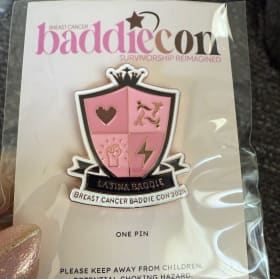 BREAST CANCER
baddiecon
SURVIVORSHIP REIMAGINED
LATINA BADDIE
BREAST CANCER BADDIE CON 2025
ONE PIN
PLEASE KEEP AWAY FROM CHILDREN.
POTENTIAL CHOKING HAZARD.